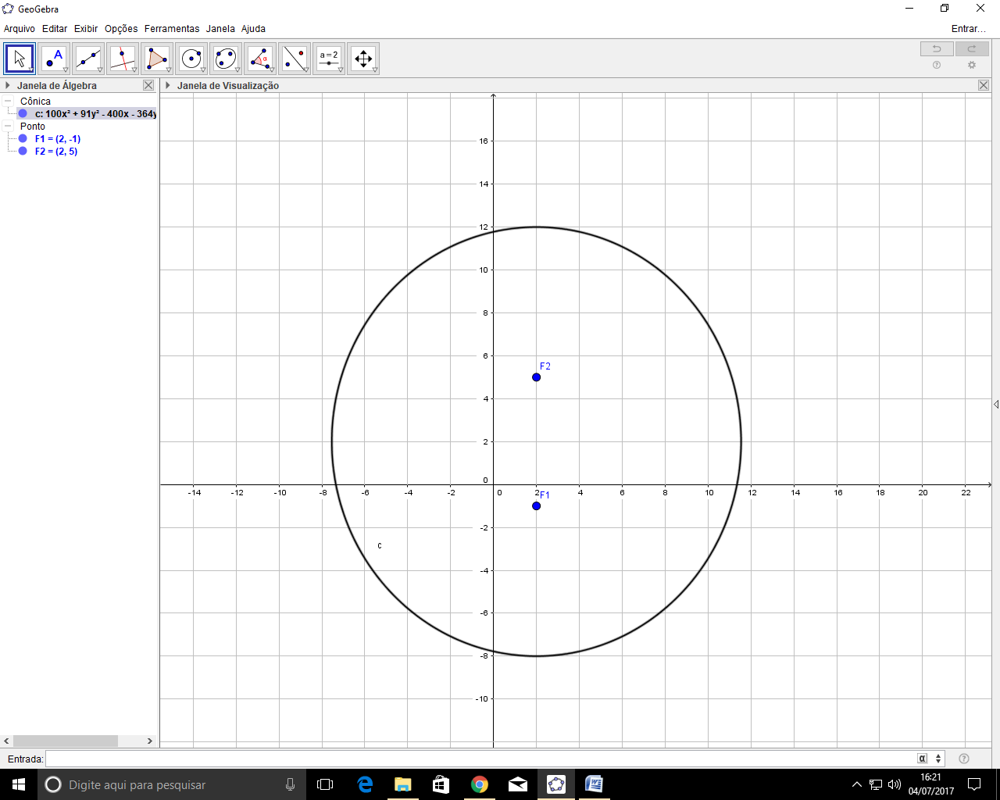 GeoGebra
Arquivo Editar Exibir Opções Ferramentas Janela Ajuda Entrar...
A α a = 2
Janela de Álgebra Janela de Visualização
Cônica
c: 100x² + 91y² - 400x - 364y
Ponto
F1 = (2, -1)
F2 = (2, 5)
16
14
12
10
8
6
F2
4
2
0
-14 -12 -10 -8 -6 -4 -2 0 2 4 6 8 10 12 14 16 18 20 22
F1
-2
c
-4
-6
-8
-10
Entrada: α
Digite aqui para pesquisar
16:21
04/07/2017